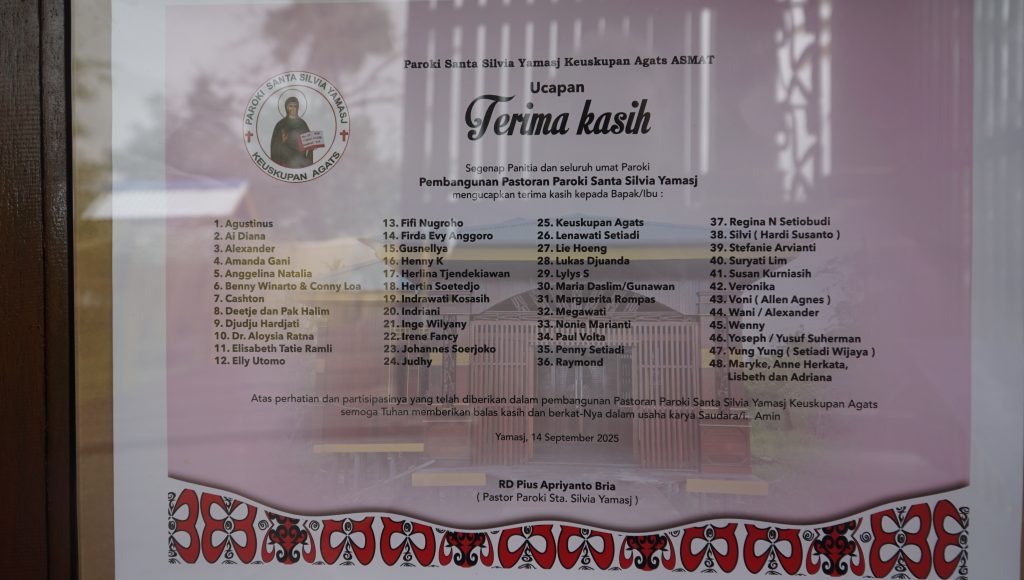 PAROKI SANTA SILVIA YAMASJ
KEUSKUPAN AGATS
Paroki Santa Silvia Yamasj Keuskupan Agats ASMAT
Ucapan
Terima kasih
Segenap Panitia dan seluruh umat Paroki
Pembangunan Pastoran Paroki Santa Silvia Yamasj
mengucapkan terima kasih kepada Bapak/Ibu :
1. Agustinus
2. Ai Diana
3. Alexander
4. Amanda Gani
5. Anggelina Natalia
6. Benny Winarto & Conny Loa
7. Cashton
8. Deetje dan Pak Halim
9. Djudju Hardjati
10. Dr. Aloysia Ratna
11. Elisabeth Tatie Ramli
12. Elly Utomo
13. Fifi Nugroho
14. Firda Evy Anggoro
15. Gusnellya
16. Henny K
17. Herlina Tjendekiawan
18. Hertin Soetedjo
19. Indrawati Kosasih
20. Indriani
21. Inge Wilyany
22. Irene Fancy
23. Johannes Soerjoko
24. Judhy
25. Keuskupan Agats
26. Lenawati Setiadi
27. Lie Hoeng
28. Lukas Djuanda
29. Lylys S
30. Maria Daslim/Gunawan
31. Marguerita Rompas
32. Megawati
33. Nonie Marianti
34. Paul Volta
35. Penny Setiadi
36. Raymond
37. Regina N Setiobudi
38. Silvi ( Hardi Susanto )
39. Stefanie Arvianti
40. Suryati Lim
41. Susan Kurniasih
42. Veronika
43. Voni ( Allen Agnes )
44. Wani / Alexander
45. Wenny
46. Yoseph / Yusuf Suherman
47. Yung Yung ( Setiadi Wijaya )
48. Maryke, Anne Herkata,
Lisbeth dan Adriana
Atas perhatian dan partisipasinya yang telah diberikan dalam pembangunan Pastoran Paroki Santa Silvia Yamasj Keuskupan Agats
semoga Tuhan memberikan balas kasih dan berkat-Nya dalam usaha karya Saudara/i.. Amin
Yamasj, 14 September 2025
RD Pius Apriyanto Bria
( Pastor Paroki Sta. Silvia Yamasj )